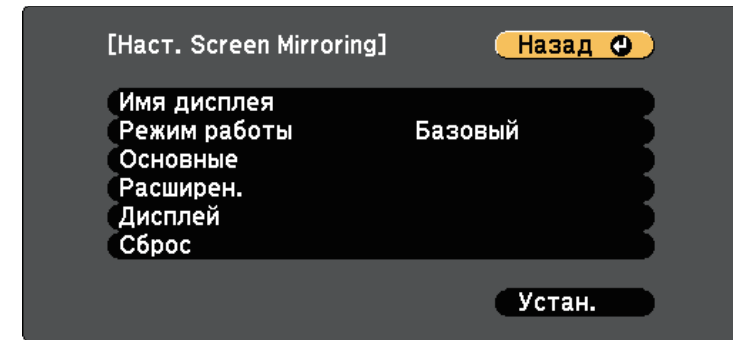 [Наст. Screen Mirroring]
Назад
Имя дисплея
Режим работы Базовый
Основные
Расширен.
Дисплей
Сброс
Устан.